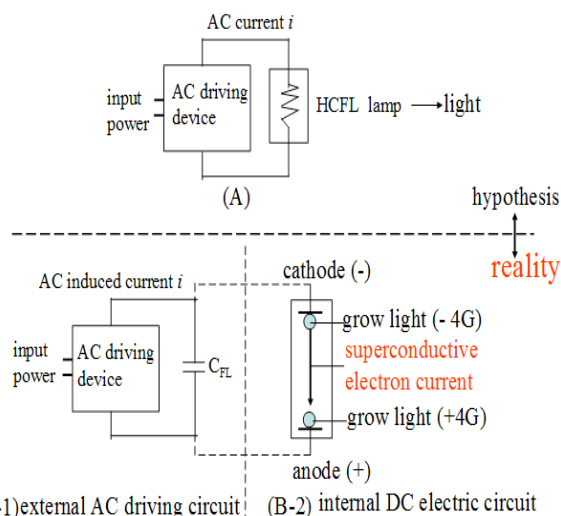 AC current i
input
power
AC driving
device
HCFL lamp
light
(A)
hypothesis
reality
AC induced current i
cathode (-)
input
power
AC driving
device
CFL
grow light (- 4G)
superconductive
electron current
grow light (+4G)
anode (+)
-1)external AC driving circuit
(B-2) internal DC electric circuit